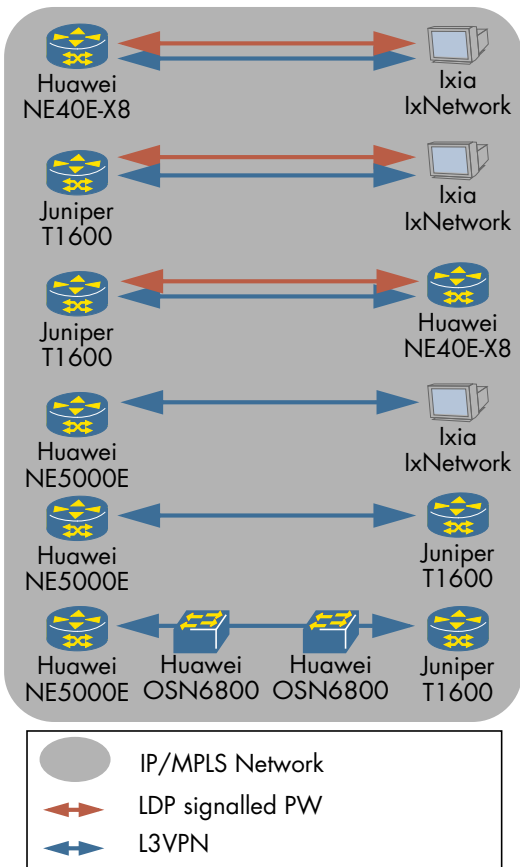 Huawei
NE40E-X8
Ixia
IxNetwork
Juniper
T1600
Ixia
IxNetwork
Juniper
T1600
Huawei
NE40E-X8
Huawei
NE5000E
Ixia
IxNetwork
Huawei
NE5000E
Juniper
T1600
Huawei
NE5000E
Huawei
OSN6800
Huawei
OSN6800
Juniper
T1600
IP/MPLS Network
LDP signalled PW
L3VPN